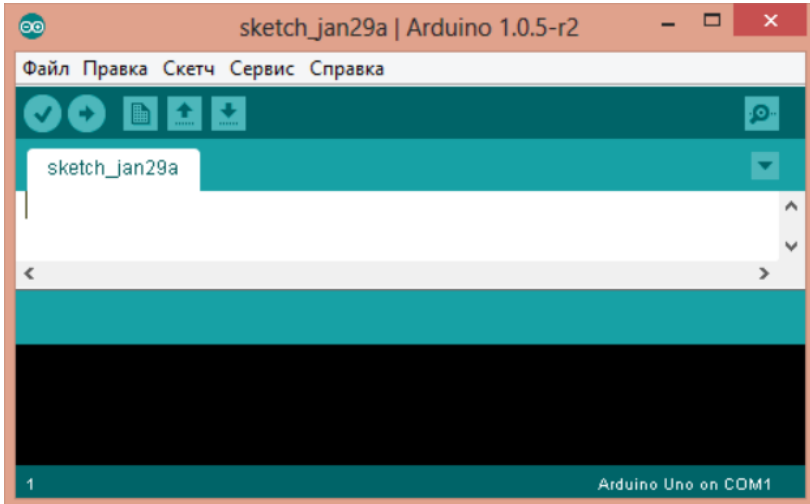 sketch_jan29a | Arduino 1.0.5-r2
Файл Правка Скетч Сервис Справка
sketch_jan29a
1
Arduino Uno on COM1